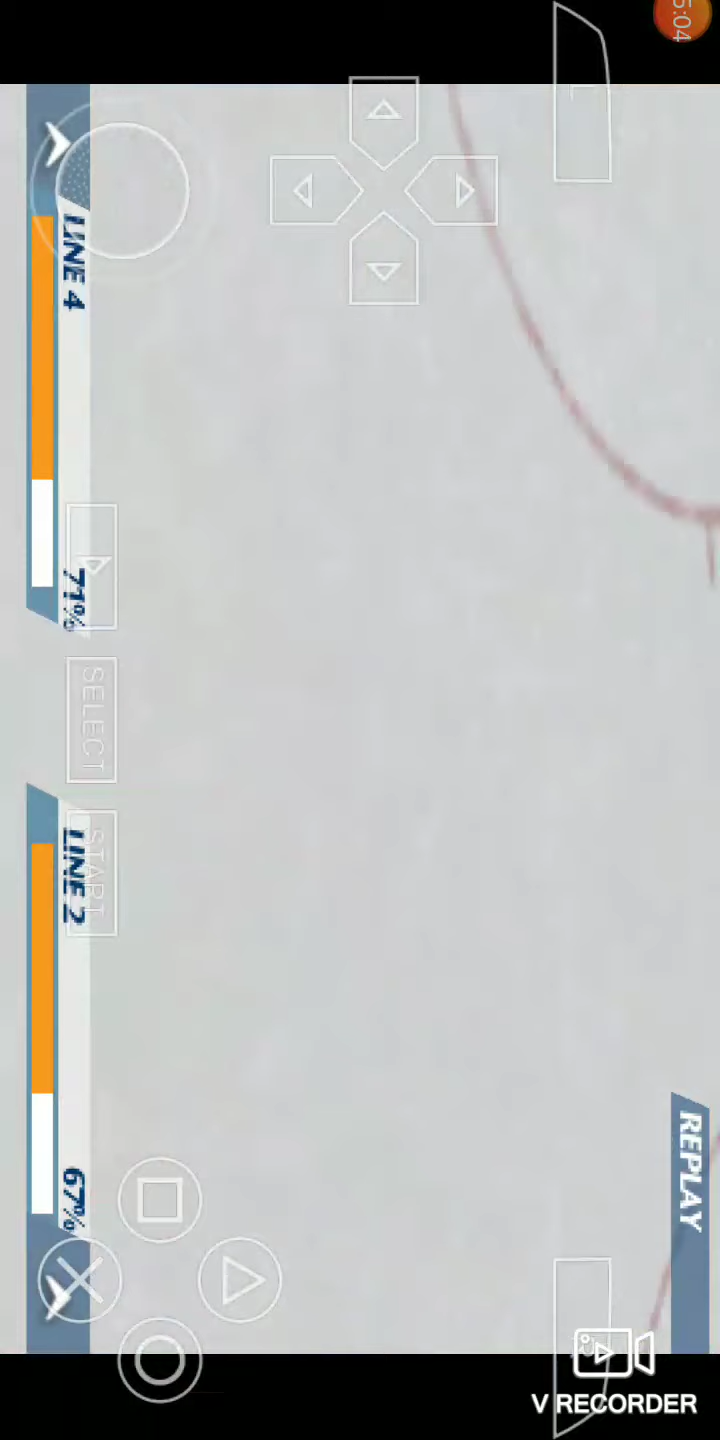 5:04
L
REPLAY
SELECT
START
LINE 4
71%
LINE 2
67%
V RECORDER